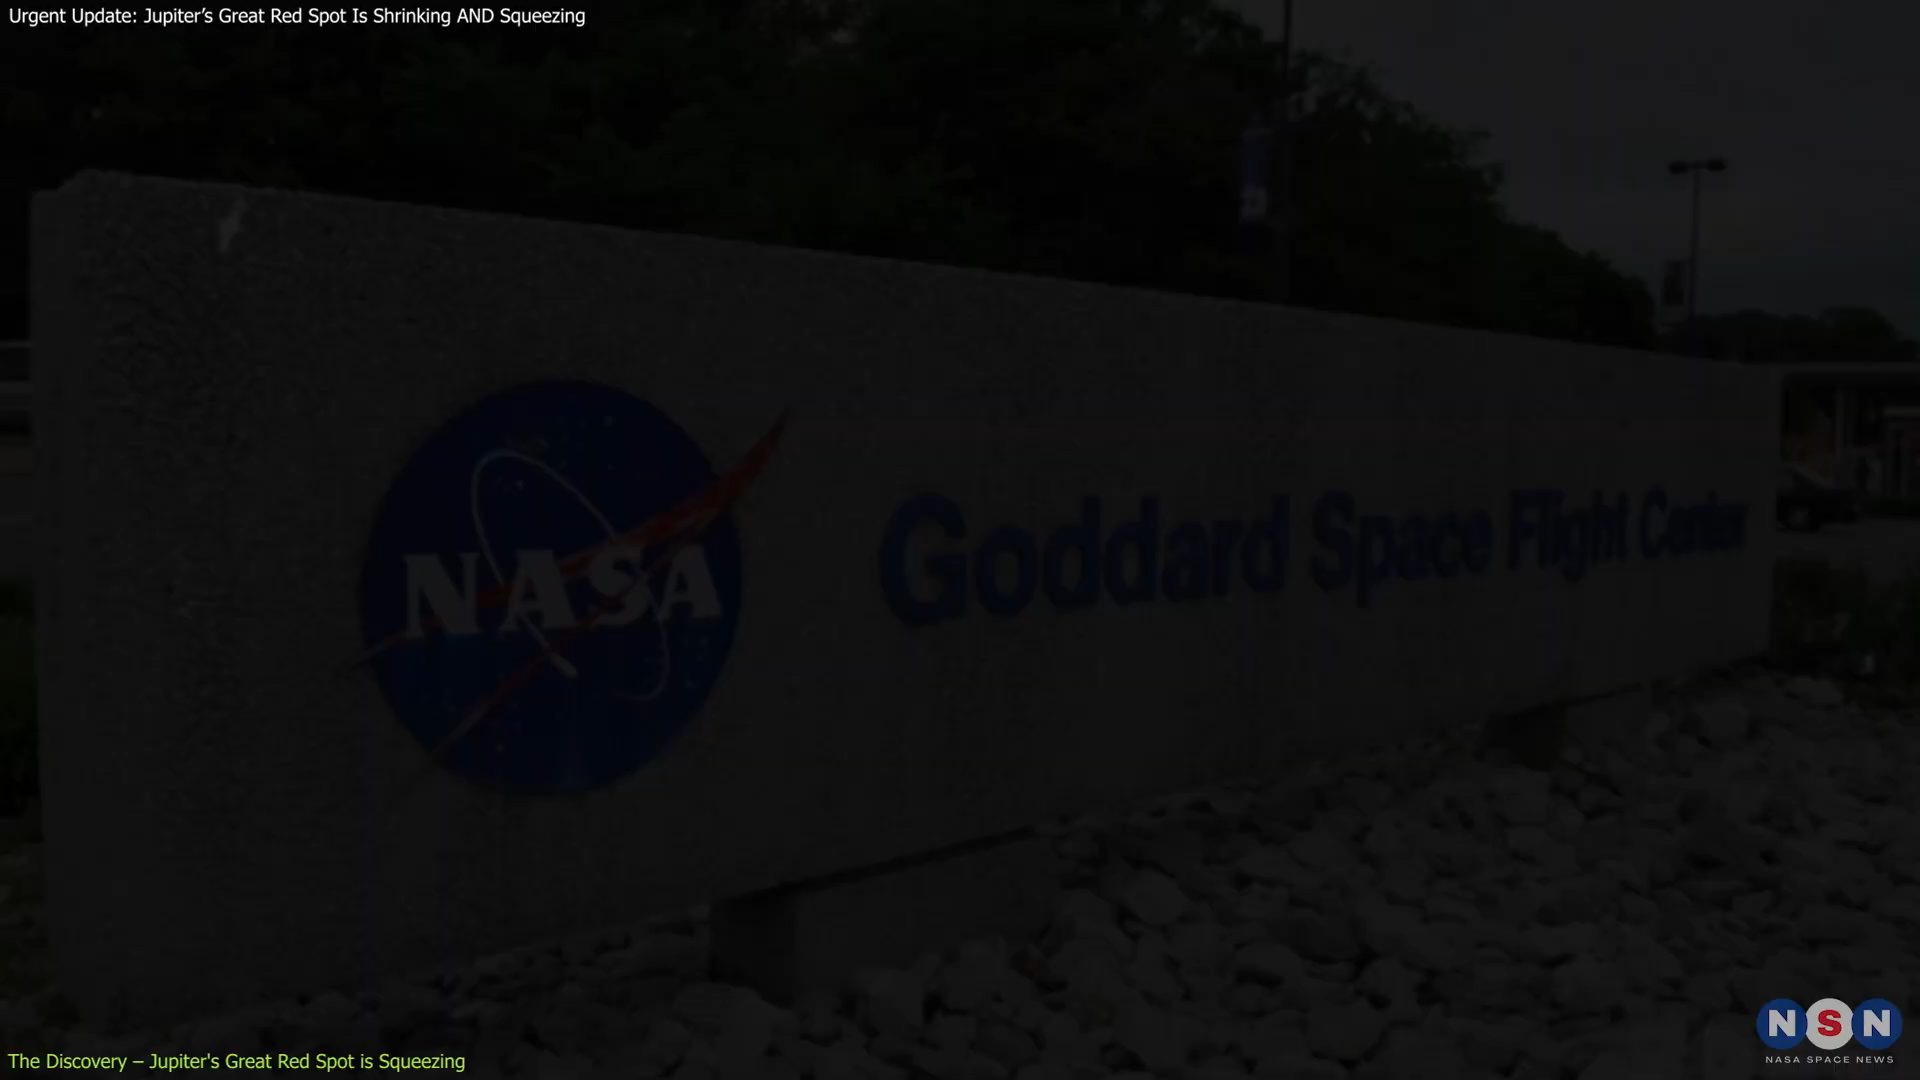 Urgent Update: Jupiter’s Great Red Spot Is Shrinking AND Squeezing
NASA
Goddard Space Flight Center
NSN
NASA SPACE NEWS
The Discovery – Jupiter's Great Red Spot is Squeezing